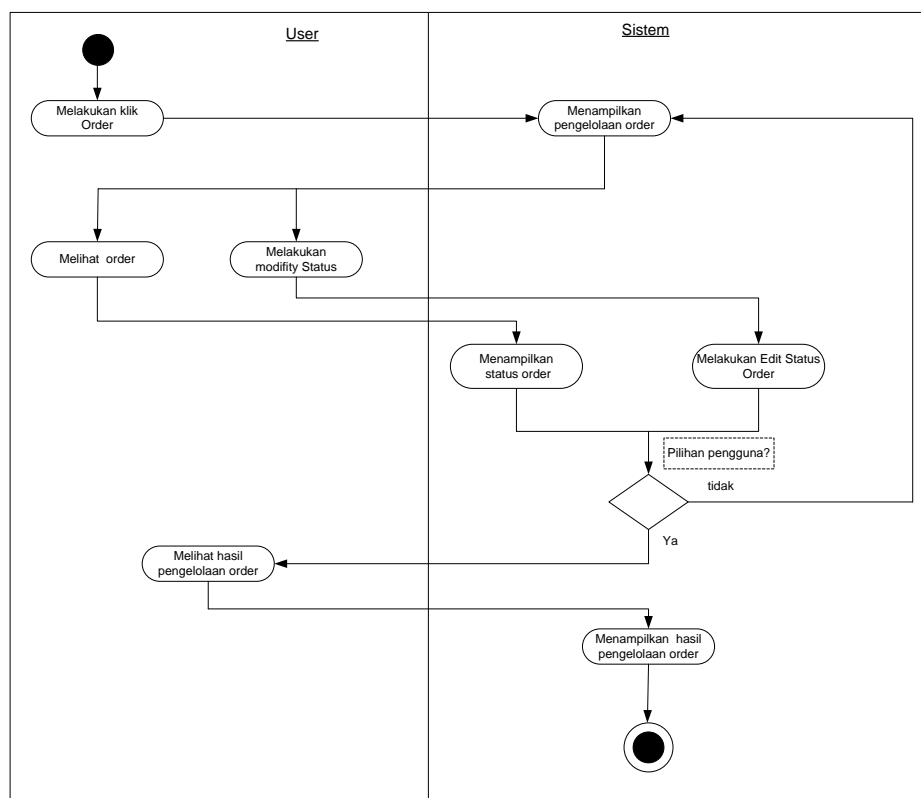 User
Sistem
Melakukan klik
Order
Menampilkan
pengelolaan order
Melihat order
Melakukan
modifity Status
Menampilkan
status order
Melakukan Edit Status
Order
Pilihan pengguna?
tidak
Ya
Melihat hasil
pengelolaan order
Menampilkan hasil
pengelolaan order